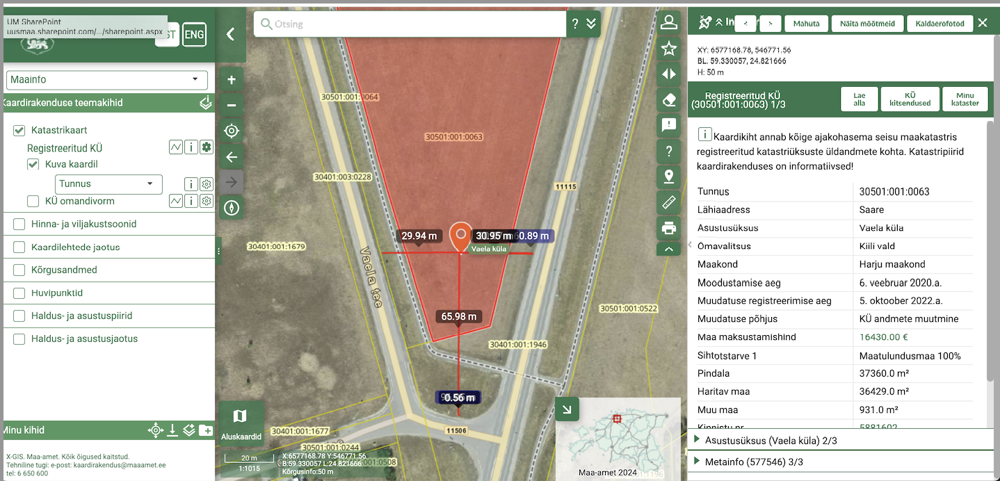 UM SharePoint
uusmaa.sharepoint.com/.../sharepoint.aspx
ST ENG
Maainfo
Kaardirakenduse teemakihid
Katastrikaart
Registreeritud KÜ
Kuva kaardil
Tunnus
KÜ omandivorm
Hinna- ja viljakustsoonid
Kaardilehtede jaotus
Kõrgusandmed
Huvipunktid
Haldus- ja asustuspiirid
Haldus- ja asustusjaotus
Minu kihid
X-GIS. Maa-amet. Kõik õigused kaitstud.
Tehniline tugi: e-post: kaardirakendus@maaamet.ee
tel: 6 650 600
Otsing
?
30501:001:0064
30501:001:0063
30401:003:0228
11115
29.94 m
30.95 m
0.89 m
Vaela küla
30401:001:1679
Vaela tee
30501:001:0522
65.98 m
30401:001:1946
0.56 m
Aluskaardid
30401:001:1677
11506
30501:001:0244
:001:0508
20 m
1:1015
X:6577168.78 Y:546771.56
B:59.330057 L:24.821666
Kõrgusinfo:50 m
Maa-amet 2024
< > Mahuta Näita mõõtmeid Kaldaerofotod
XY: 6577168.78, 546771.56
BL: 59.330057, 24.821666
H: 50 m
Registreeritud KÜ
(30501:001:0063) 1/3
Lae alla
KÜ kitsendused
Minu kataster
Kaardikiht annab kõige ajakohasema seisu maakatastris
registreeritud katastriüksuste üldandmete kohta. Katastripiirid
kaardirakenduses on informatiivsed!
Tunnus 30501:001:0063
Lähiaadress Saare
Asustusüksus Vaela küla
Omavalitsus Kiili vald
Maakond Harju maakond
Moodustamise aeg 6. veebruar 2020.a.
Muudatuse registreerimise aeg 5. oktoober 2022.a.
Muudatuse põhjus KÜ andmete muutmine
Maa maksustamishind 16430.00 €
Sihtotstarve 1 Maatulundusmaa 100%
Pindala 37360.0 m²
Haritav maa 36429.0 m²
Muu maa 931.0 m²
Kinnistu nr 5881602
Asustusüksus (Vaela küla) 2/3
Metainfo (577546) 3/3